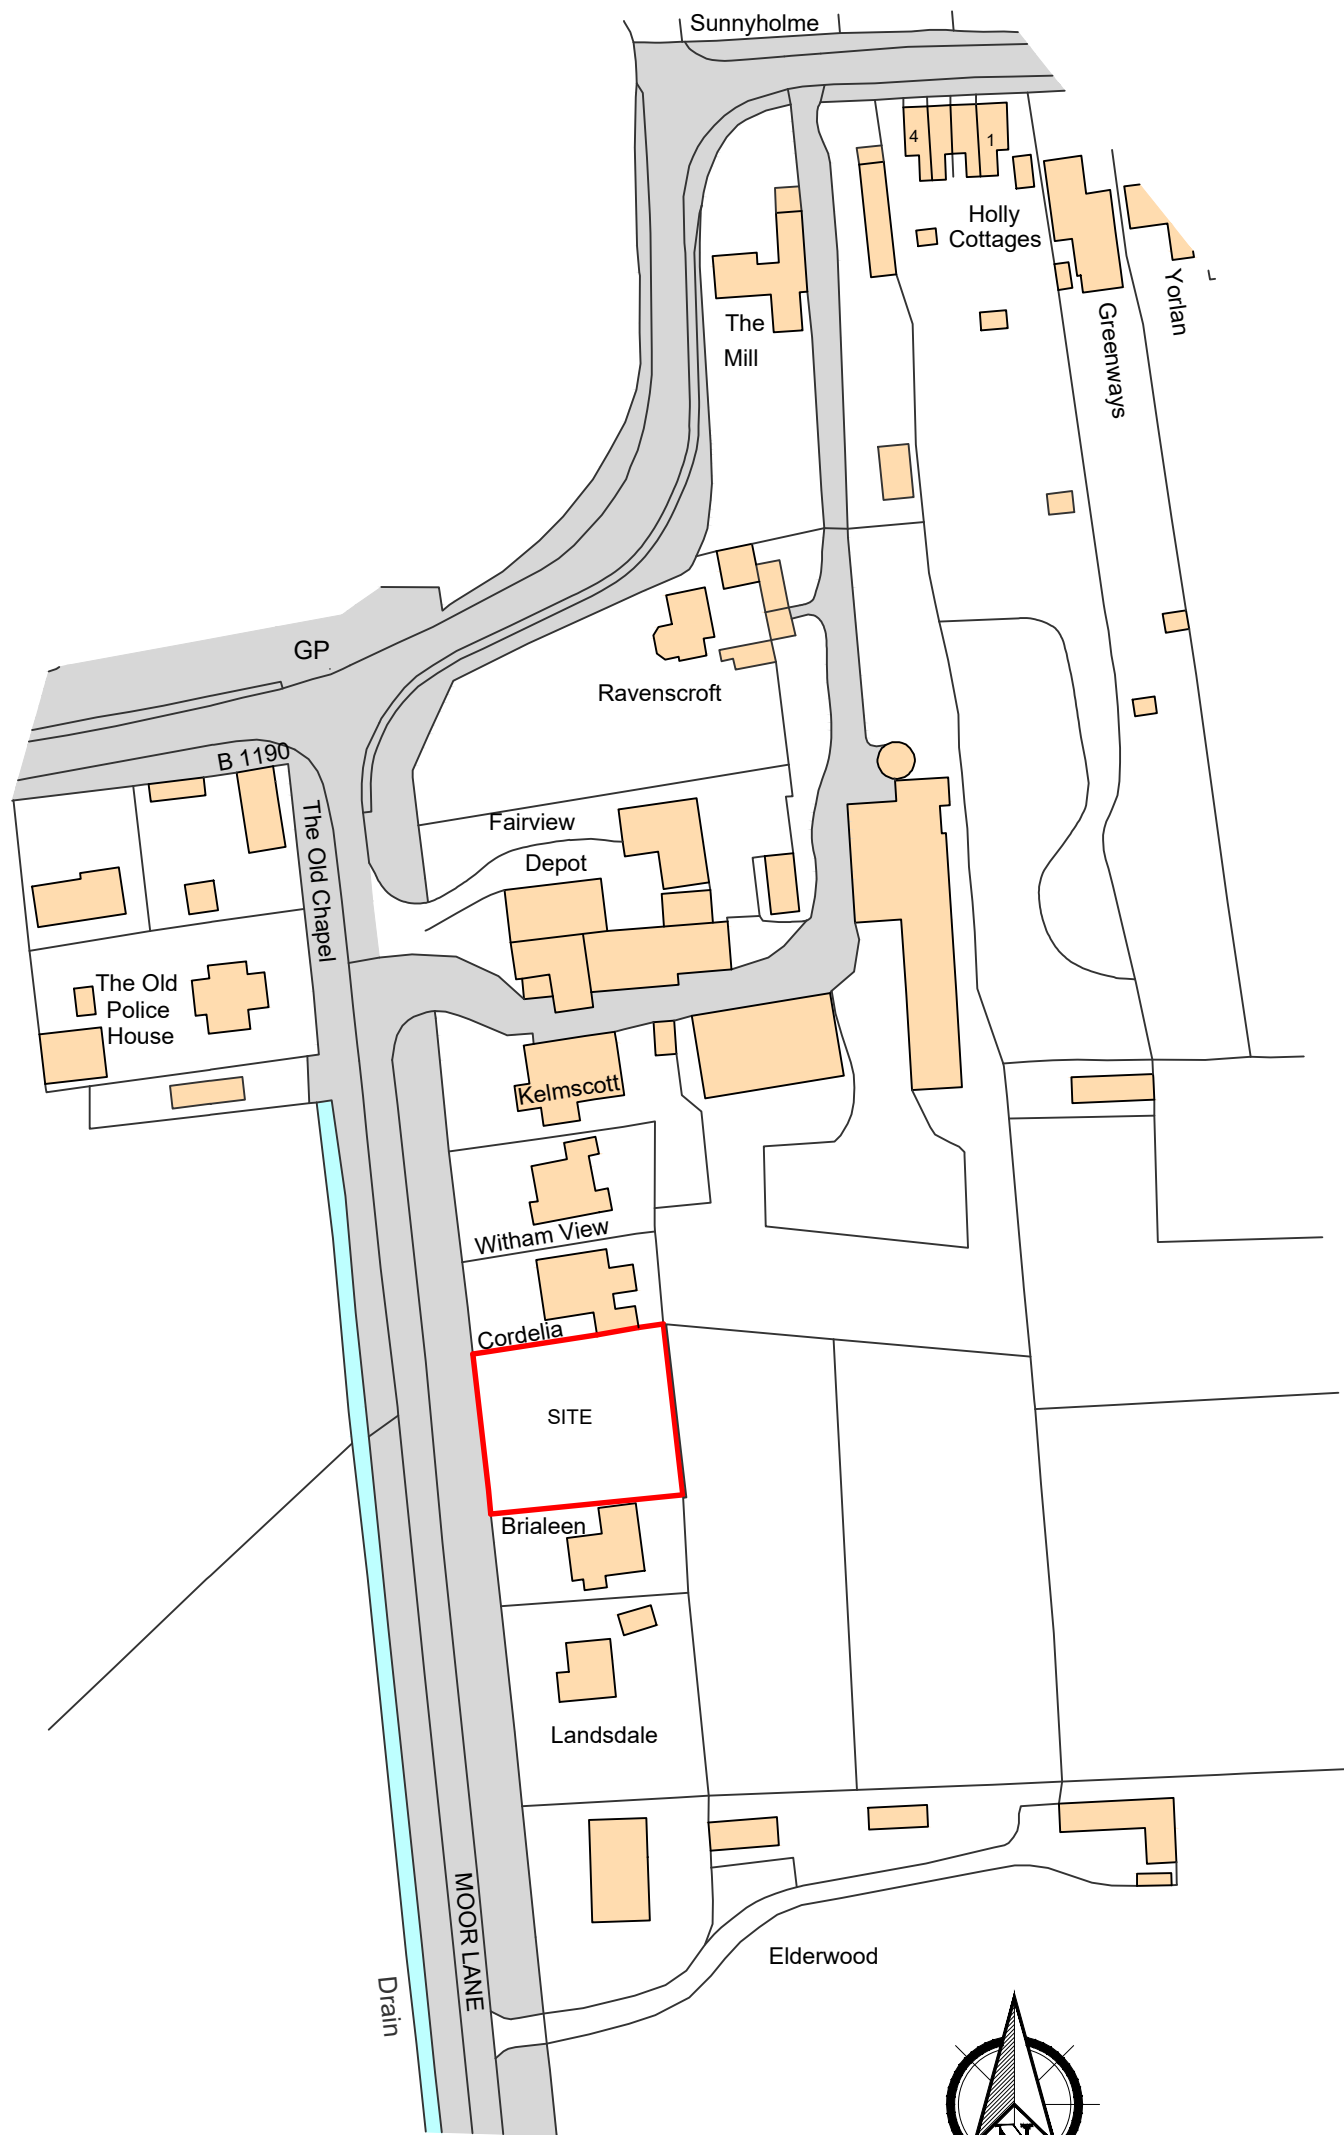 Sunnyholme
4
1
Holly
Cottages
Yorlan
Greenways
The
Mill
GP
Ravenscroft
B 1190
The Old Chapel
Fairview
Depot
The Old
Police
House
Kelmscott
Witham View
Cordelia
SITE
Brialeen
Landsdale
MOOR LANE
Elderwood
Drain
N